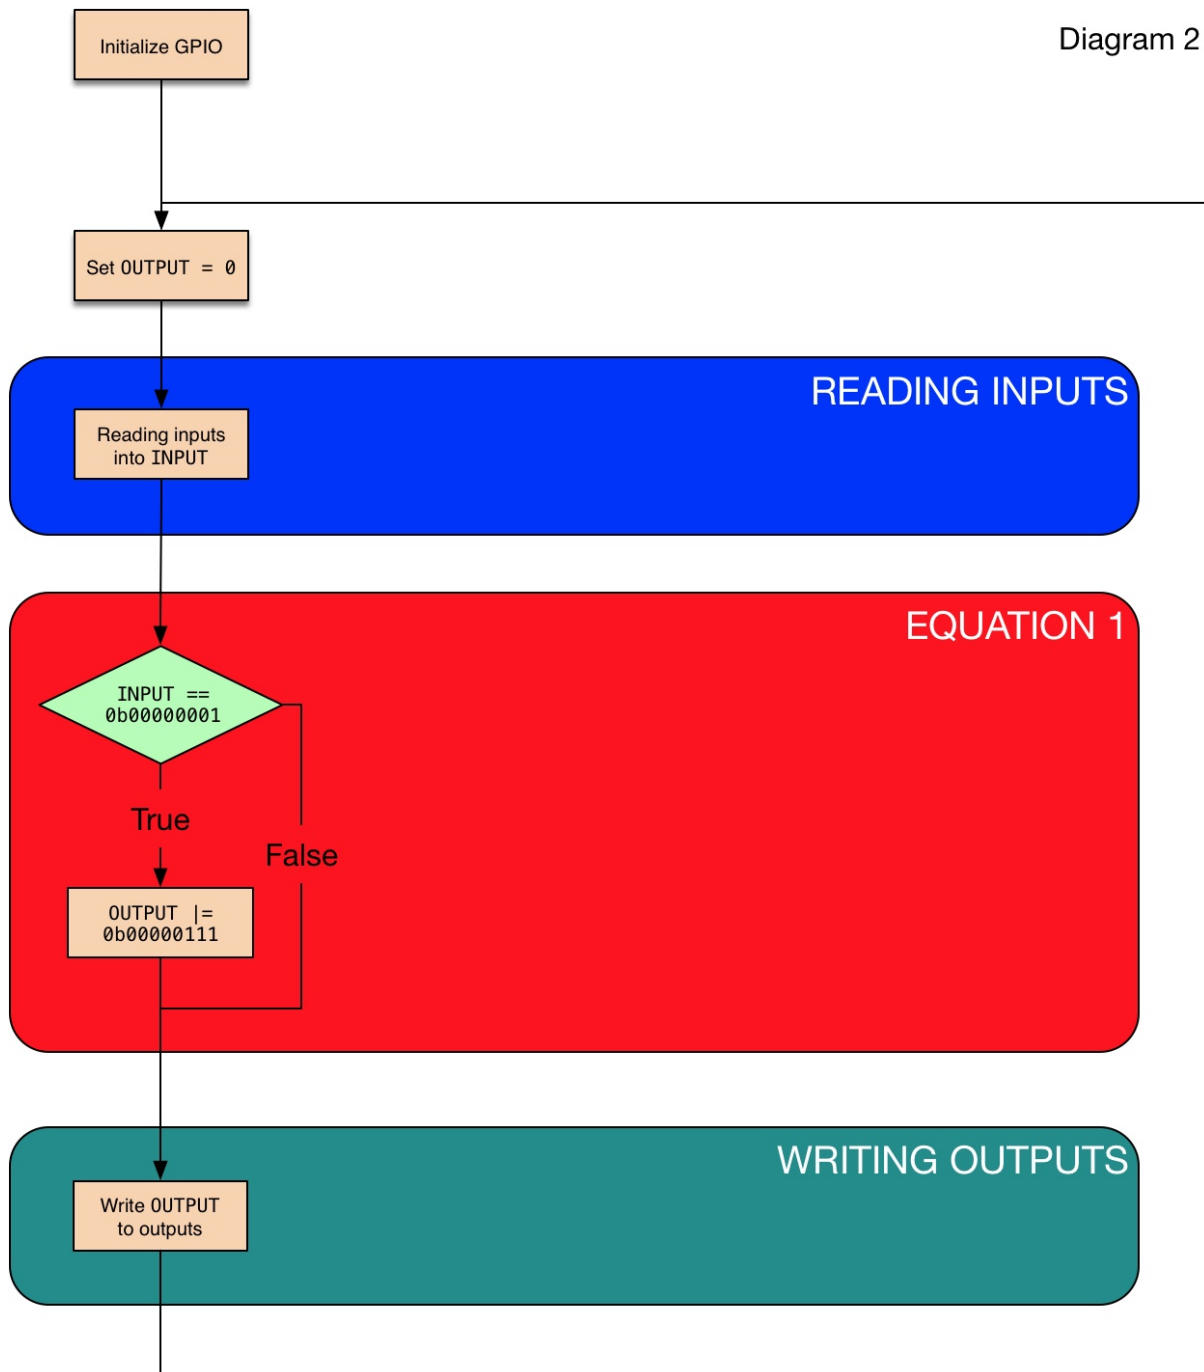 Initialize GPIO
Diagram 2
Set OUTPUT = 0
READING INPUTS
Reading inputs
into INPUT
EQUATION 1
INPUT ==
0b00000001
True
False
OUTPUT |=
0b00000111
WRITING OUTPUTS
Write OUTPUT
to outputs